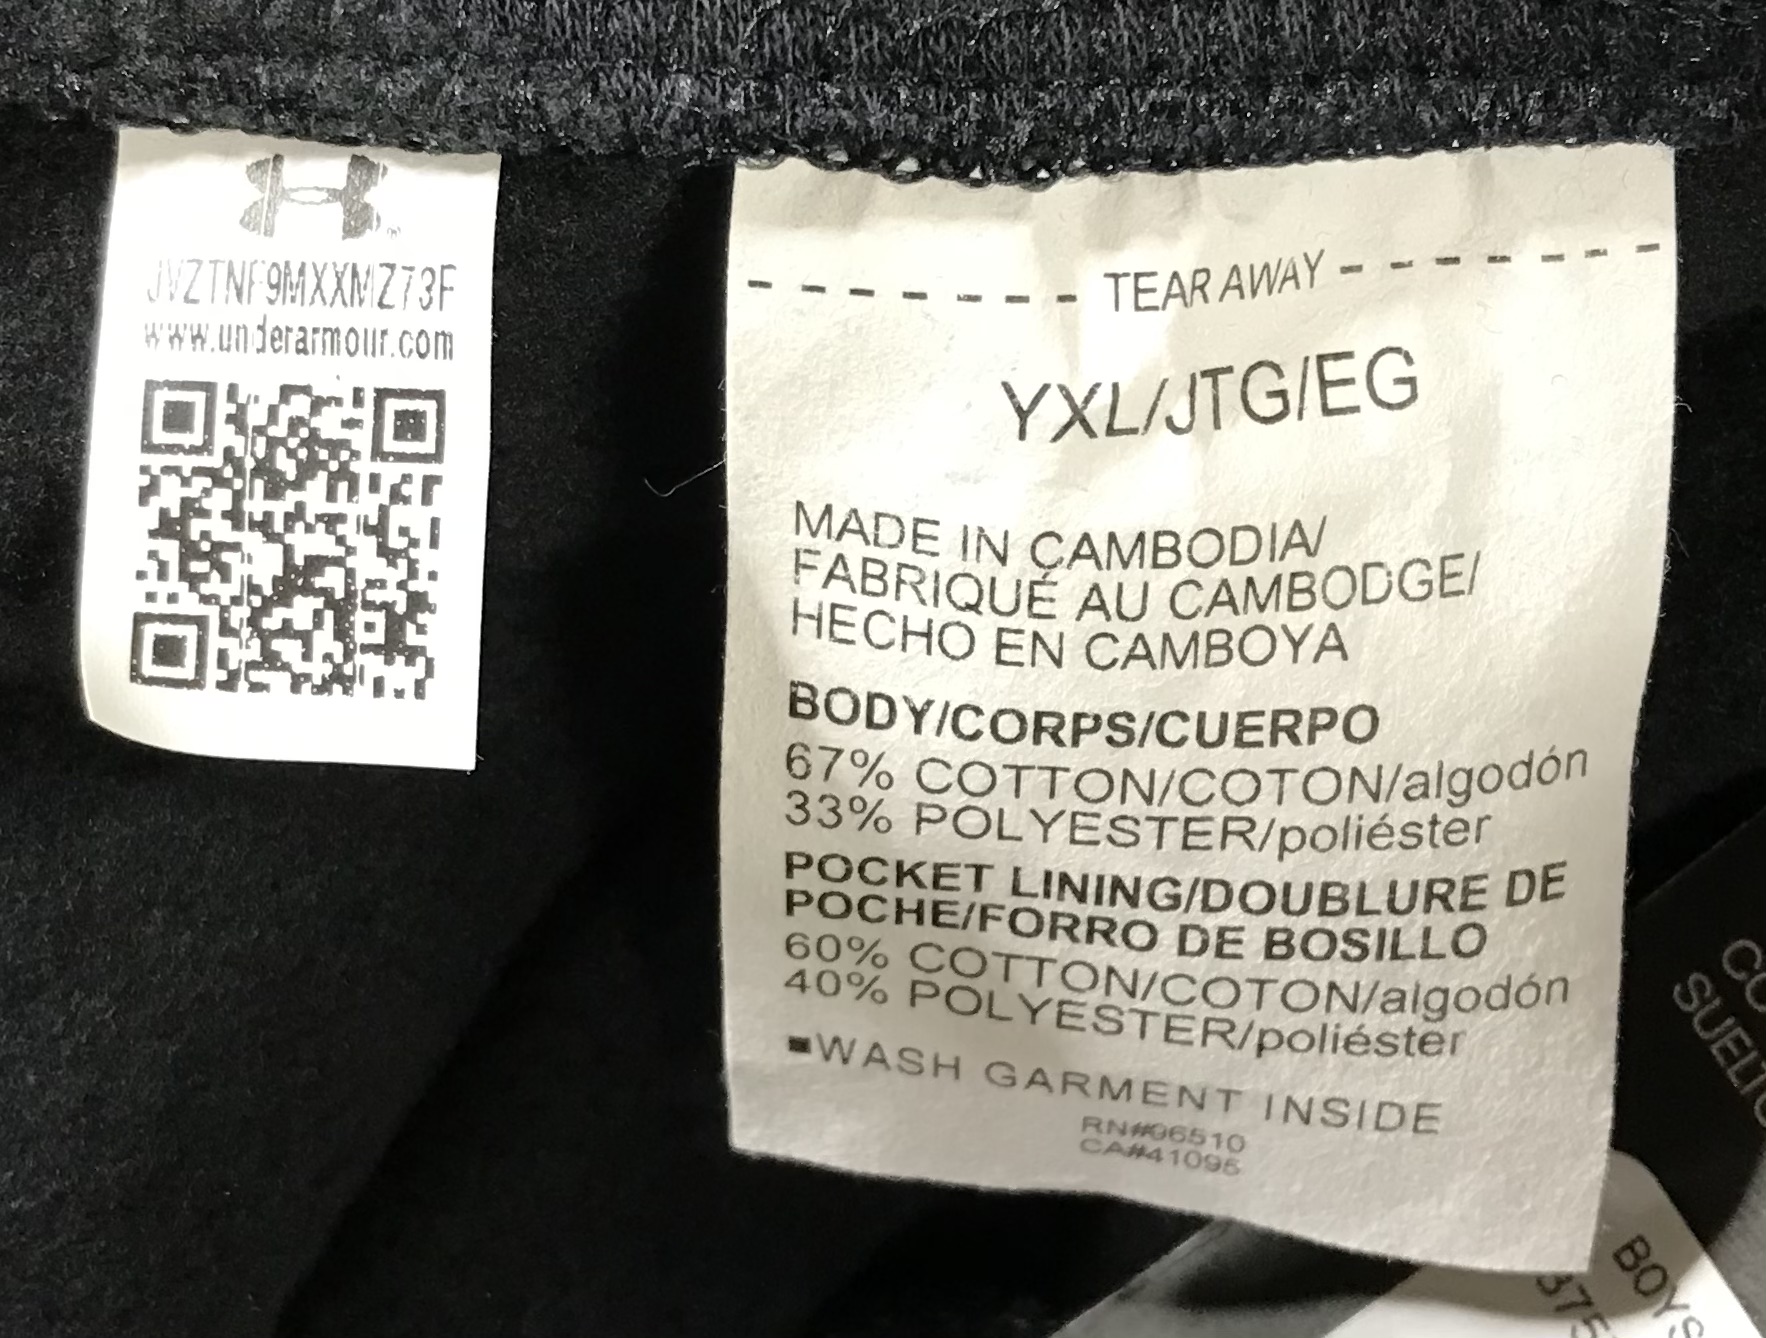 JVZTNF9MXXMZ73F
www.underarmour.com
- - - - - - - - TEAR AWAY - - - - - - - -
YXL/JTG/EG
MADE IN CAMBODIA/
FABRIQUÉ AU CAMBODGE/
HECHO EN CAMBOYA
BODY/CORPS/CUERPO
67% COTTON/COTON/algodón
33% POLYESTER/poliéster
POCKET LINING/DOUBLURE DE
POCHE/FORRO DE BOSILLO
60% COTTON/COTON/algodón
40% POLYESTER/poliéster
▪WASH GARMENT INSIDE
RN#96510
CA#41095
BOYS